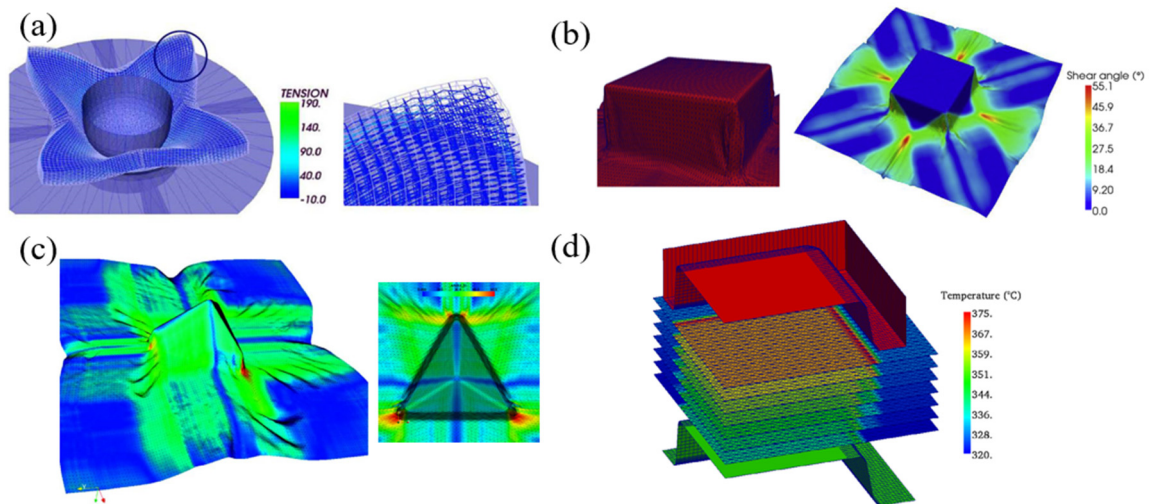 (a)
TENSION
190.
140.
90.0
40.0
-10.0
(b)
Shear angle (°)
55.1
45.9
36.7
27.5
18.4
9.20
0.0
(c)
(d)
Temperature (°C)
375.
367.
359.
351.
344.
336.
328.
320.